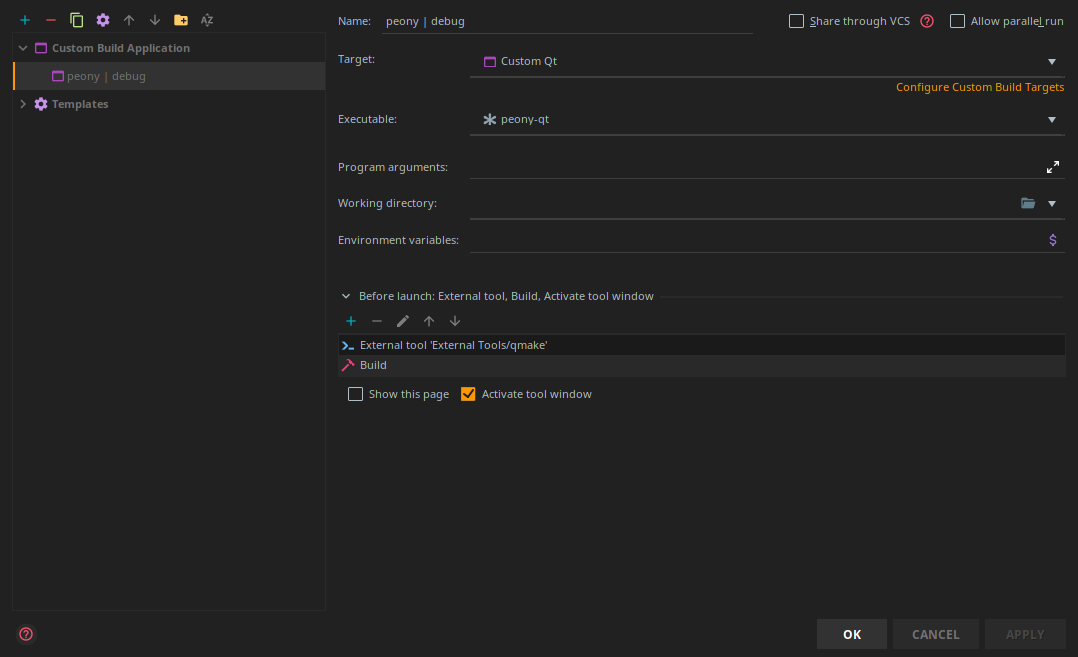 Name: peony | debug
Share through VCS
Allow parallel run
Custom Build Application
peony | debug
Templates
Target: Custom Qt
Configure Custom Build Targets
Executable: peony-qt
Program arguments:
Working directory:
Environment variables:
Before launch: External tool, Build, Activate tool window
External tool 'External Tools/qmake'
Build
Show this page
Activate tool window
OK
CANCEL
APPLY